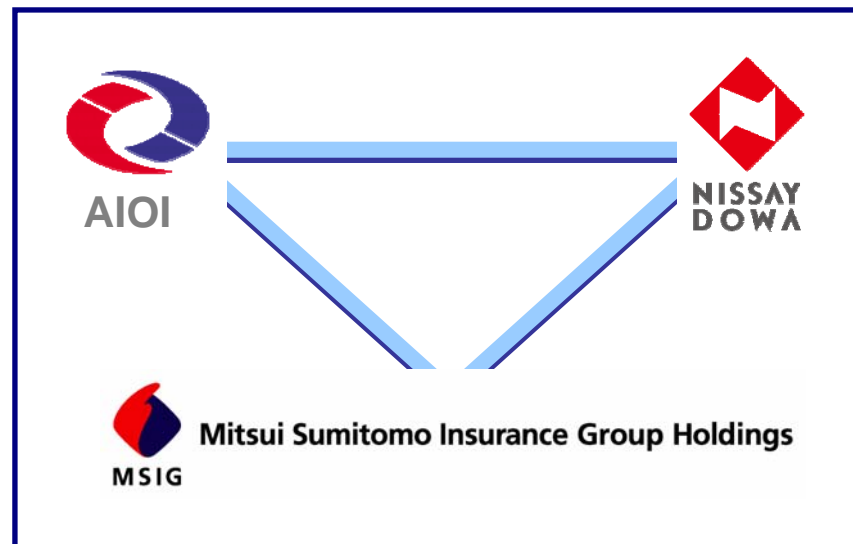 AIOI
NISSAY
DOWA
Mitsui Sumitomo Insurance Group Holdings
MSIG